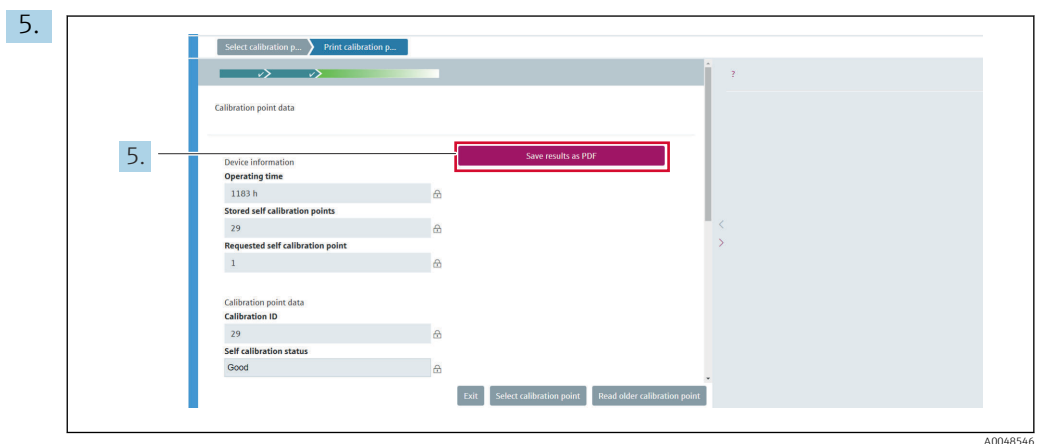 5.
Select calibration p...
Print calibration p...
?
Calibration point data
5.
Save results as PDF
Device information
Operating time
1183 h
Stored self calibration points
29
Requested self calibration point
1
Calibration point data
Calibration ID
29
Self calibration status
Good
Exit
Select calibration point
Read older calibration point
A0048546